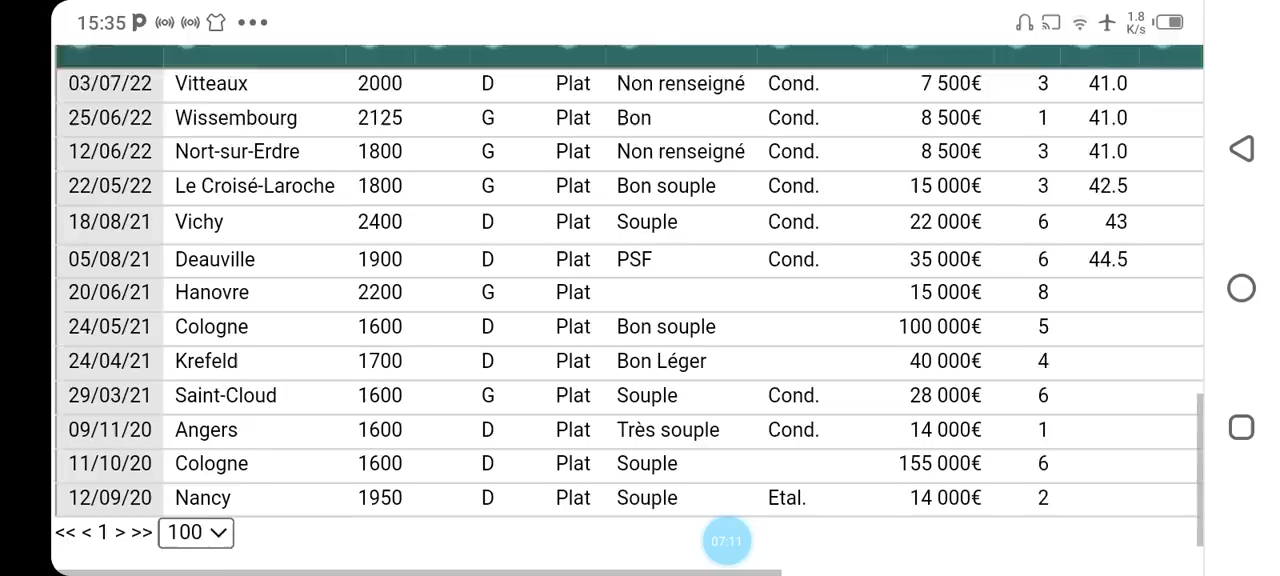 15:35 1.8 K/s
03/07/22 Vitteaux 2000 D Plat Non renseigné Cond. 7 500€ 3 41.0
25/06/22 Wissembourg 2125 G Plat Bon Cond. 8 500€ 1 41.0
12/06/22 Nort-sur-Erdre 1800 G Plat Non renseigné Cond. 8 500€ 3 41.0
22/05/22 Le Croisé-Laroche 1800 G Plat Bon souple Cond. 15 000€ 3 42.5
18/08/21 Vichy 2400 D Plat Souple Cond. 22 000€ 6 43
05/08/21 Deauville 1900 D Plat PSF Cond. 35 000€ 6 44.5
20/06/21 Hanovre 2200 G Plat 15 000€ 8
24/05/21 Cologne 1600 D Plat Bon souple 100 000€ 5
24/04/21 Krefeld 1700 D Plat Bon Léger 40 000€ 4
29/03/21 Saint-Cloud 1600 G Plat Souple Cond. 28 000€ 6
09/11/20 Angers 1600 D Plat Très souple Cond. 14 000€ 1
11/10/20 Cologne 1600 D Plat Souple 155 000€ 6
12/09/20 Nancy 1950 D Plat Souple Etal. 14 000€ 2
<< < 1 > >> 100
07:11